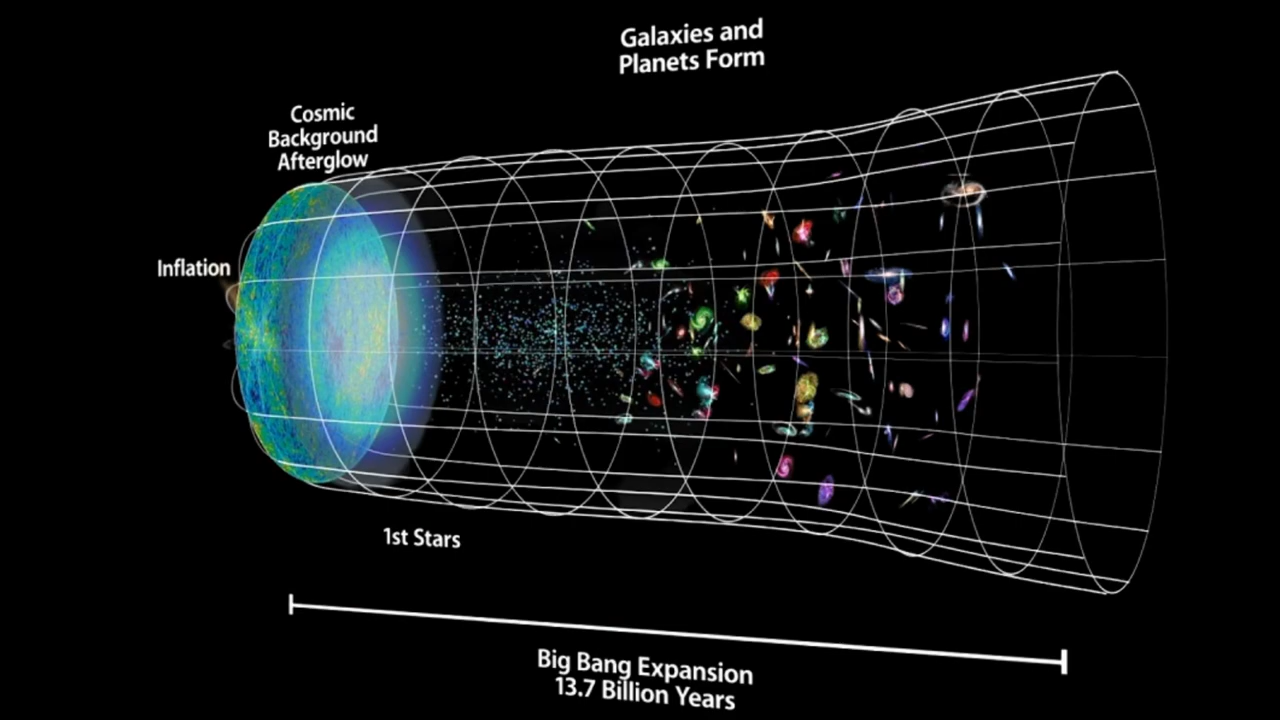 Galaxies and
Planets Form
Cosmic
Background
Afterglow
Inflation
1st Stars
Big Bang Expansion
13.7 Billion Years